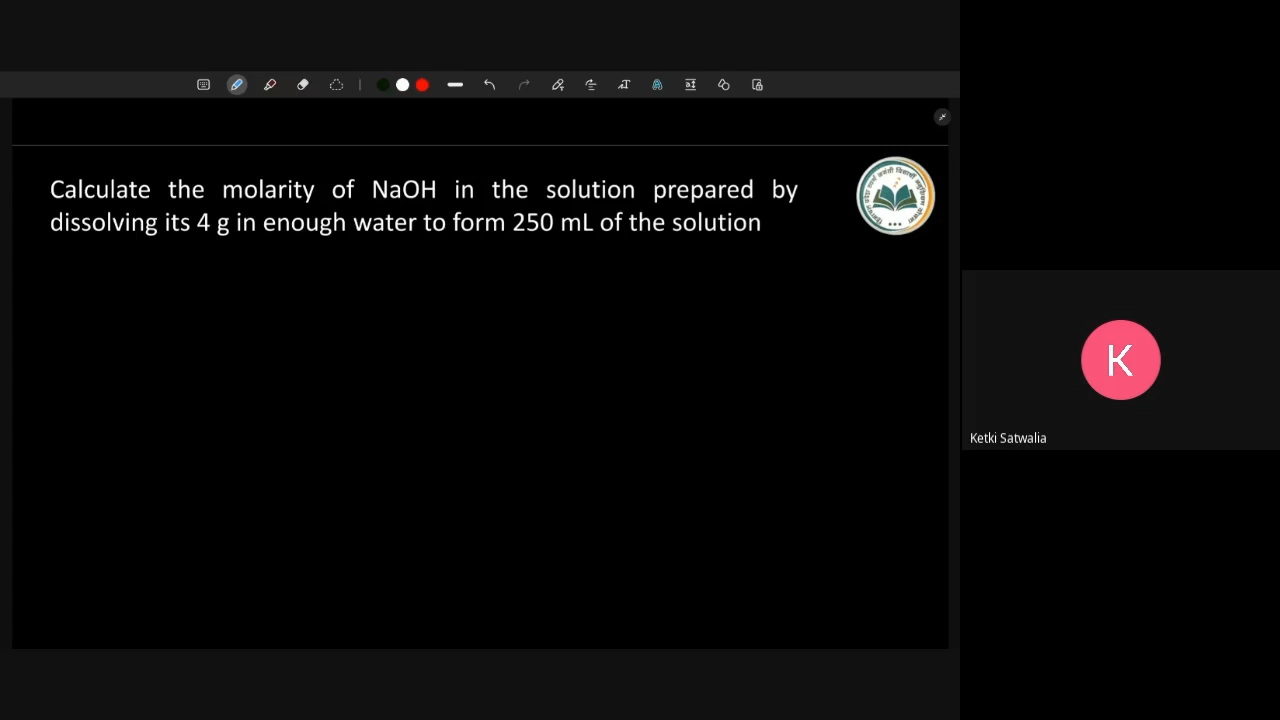 Calculate the molarity of NaOH in the solution prepared by
dissolving its 4 g in enough water to form 250 mL of the solution
K
Ketki Satwalia